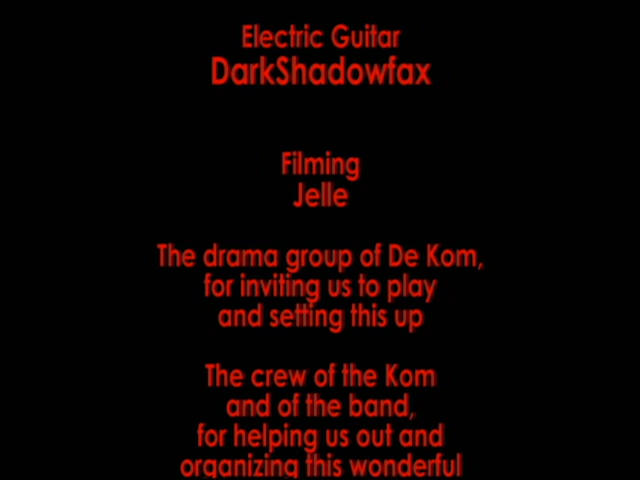 Electric Guitar
DarkShadowfax
Filming
Jelle
The drama group of De Kom,
for inviting us to play
and setting this up
The crew of the Kom
and of the band,
for helping us out and
organizing this wonderful